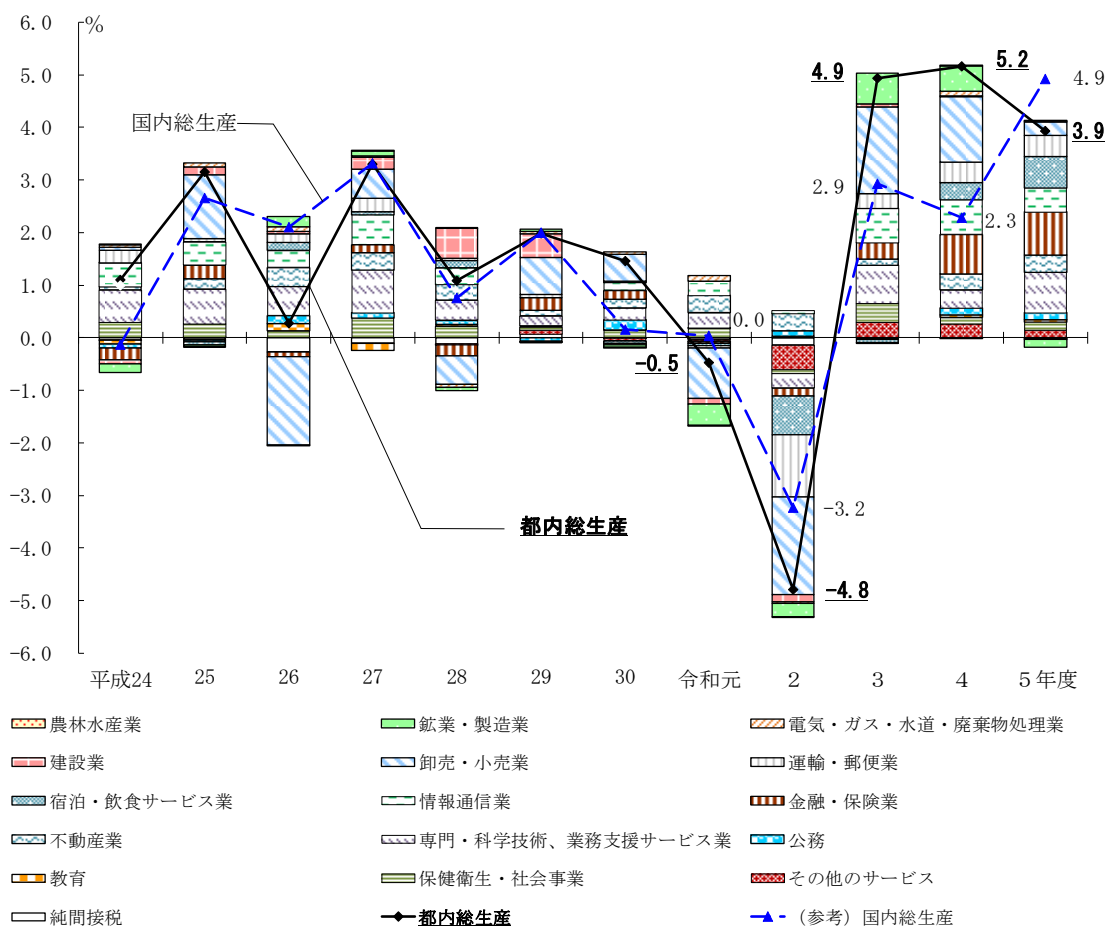 6.0
%
5.0
4.0
3.0
2.0
1.0
0.0
-1.0
-2.0
-3.0
-4.0
-5.0
-6.0
国内総生産
都内総生産
0.0
-0.5
-3.2
-4.8
4.9
2.9
5.2
2.3
4.9
3.9
平成24 25 26 27 28 29 30 令和元 2 3 4 5年度
農林水産業 鉱業・製造業 電気・ガス・水道・廃棄物処理業
建設業 卸売・小売業 運輸・郵便業
宿泊・飲食サービス業 情報通信業 金融・保険業
不動産業 専門・科学技術、業務支援サービス業 公務
教育 保健衛生・社会事業 その他のサービス
純間接税 都内総生産 (参考)国内総生産